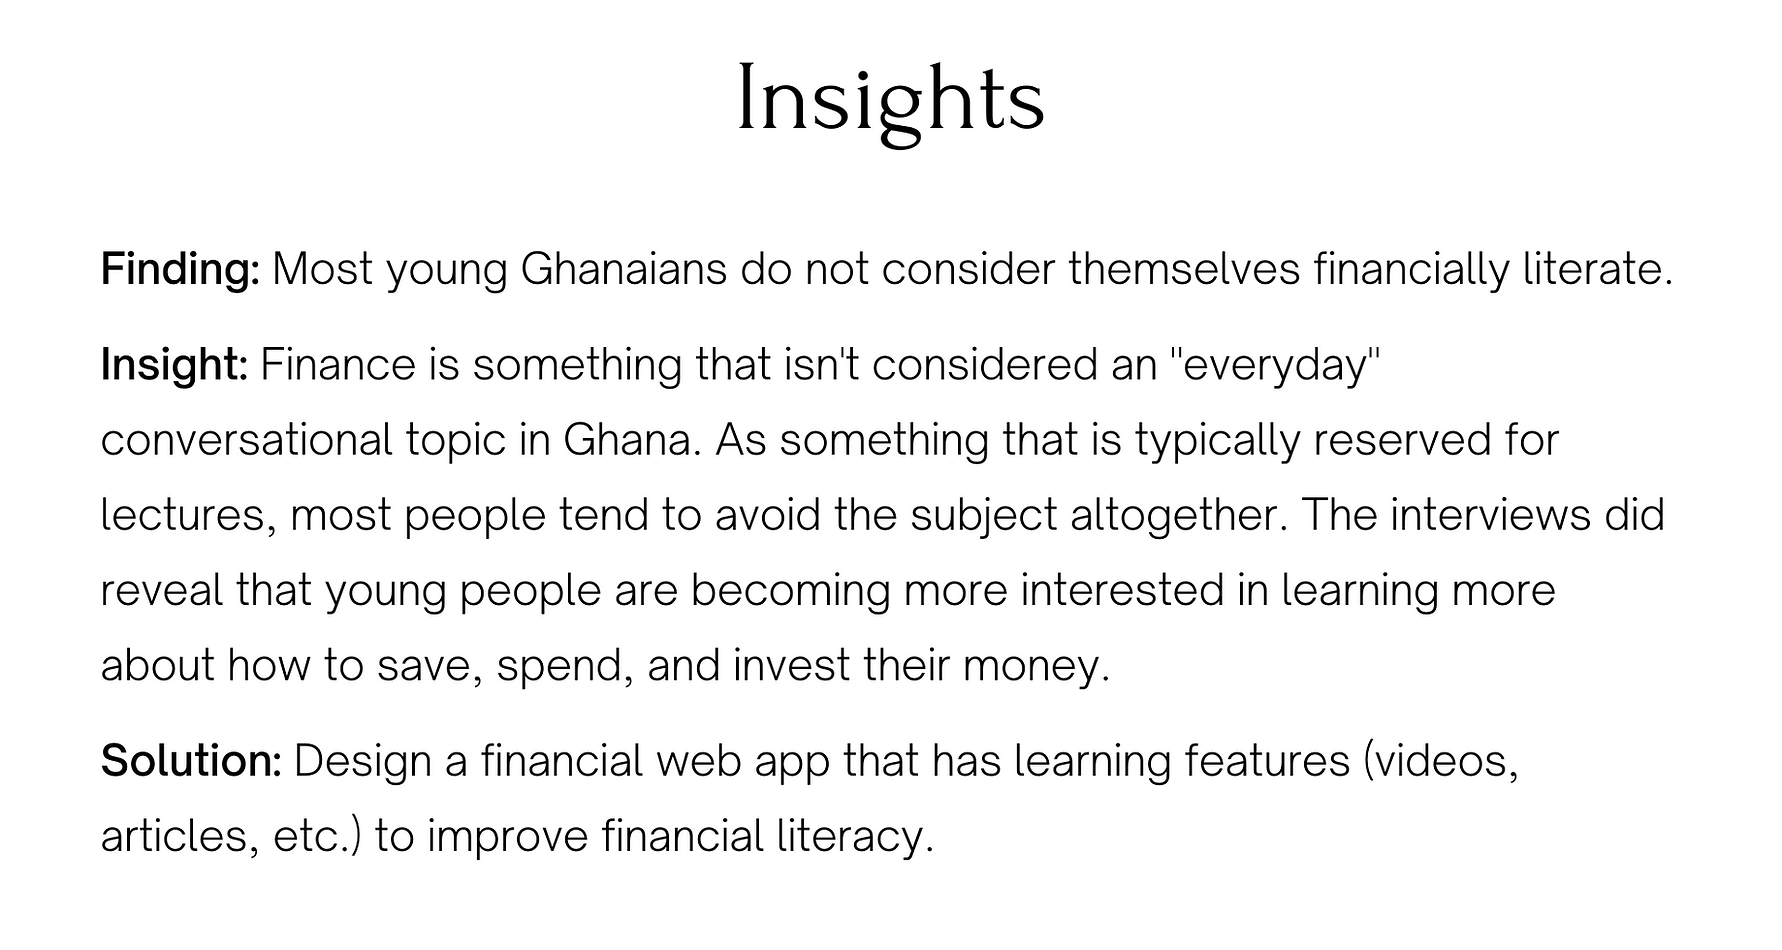 Insights
Finding: Most young Ghanaians do not consider themselves financially literate.
Insight: Finance is something that isn't considered an "everyday"
conversational topic in Ghana. As something that is typically reserved for
lectures, most people tend to avoid the subject altogether. The interviews did
reveal that young people are becoming more interested in learning more
about how to save, spend, and invest their money.
Solution: Design a financial web app that has learning features (videos,
articles, etc.) to improve financial literacy.